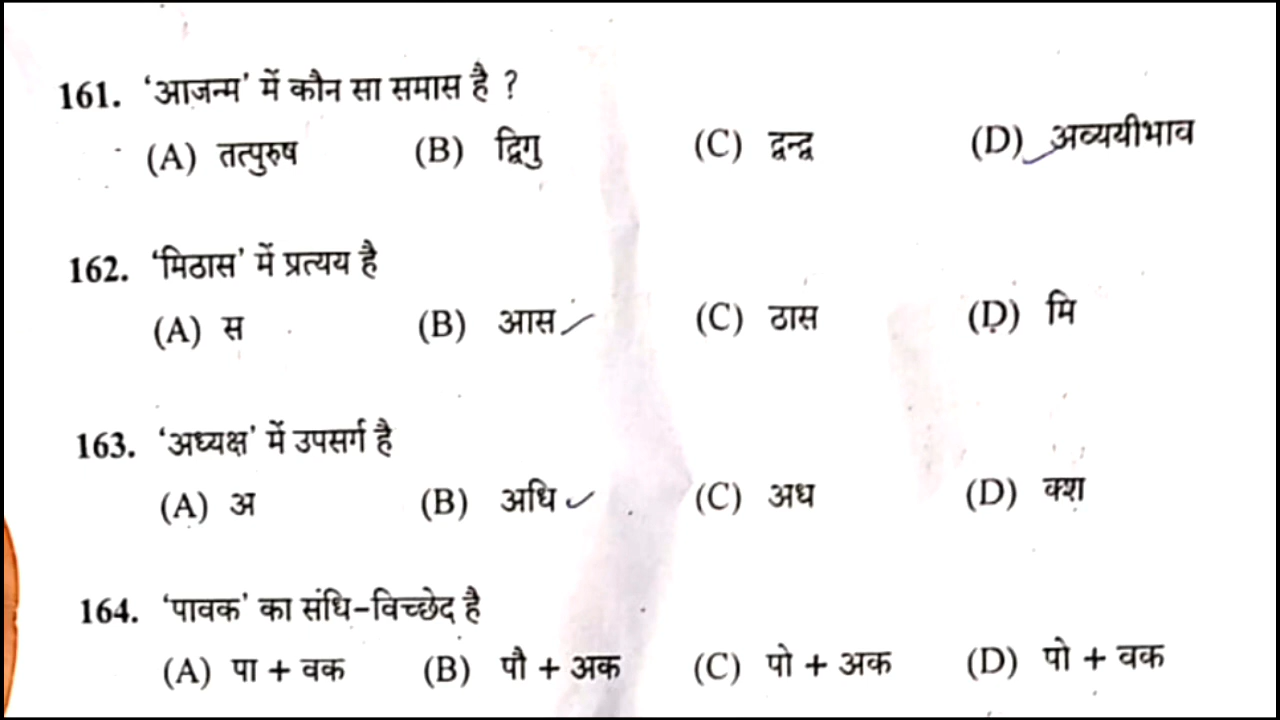 161. ‘आजन्म’ में कौन सा समास है ?
(A) तत्पुरुष (B) द्विगु (C) द्वन्द्व (D) अव्ययीभाव
162. ‘मिठास’ में प्रत्यय है
(A) स (B) आस (C) ठास (D) मि
163. ‘अध्यक्ष’ में उपसर्ग है
(A) अ (B) अधि (C) अध (D) क्श
164. ‘पावक’ का संधि-विच्छेद है
(A) पा + वक (B) पौ + अक (C) पो + अक (D) पो + वक